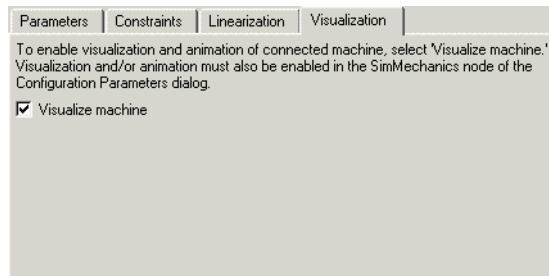 Parameters Constraints Linearization Visualization
To enable visualization and animation of connected machine, select 'Visualize machine.'
Visualization and/or animation must also be enabled in the SimMechanics node of the
Configuration Parameters dialog.
Visualize machine